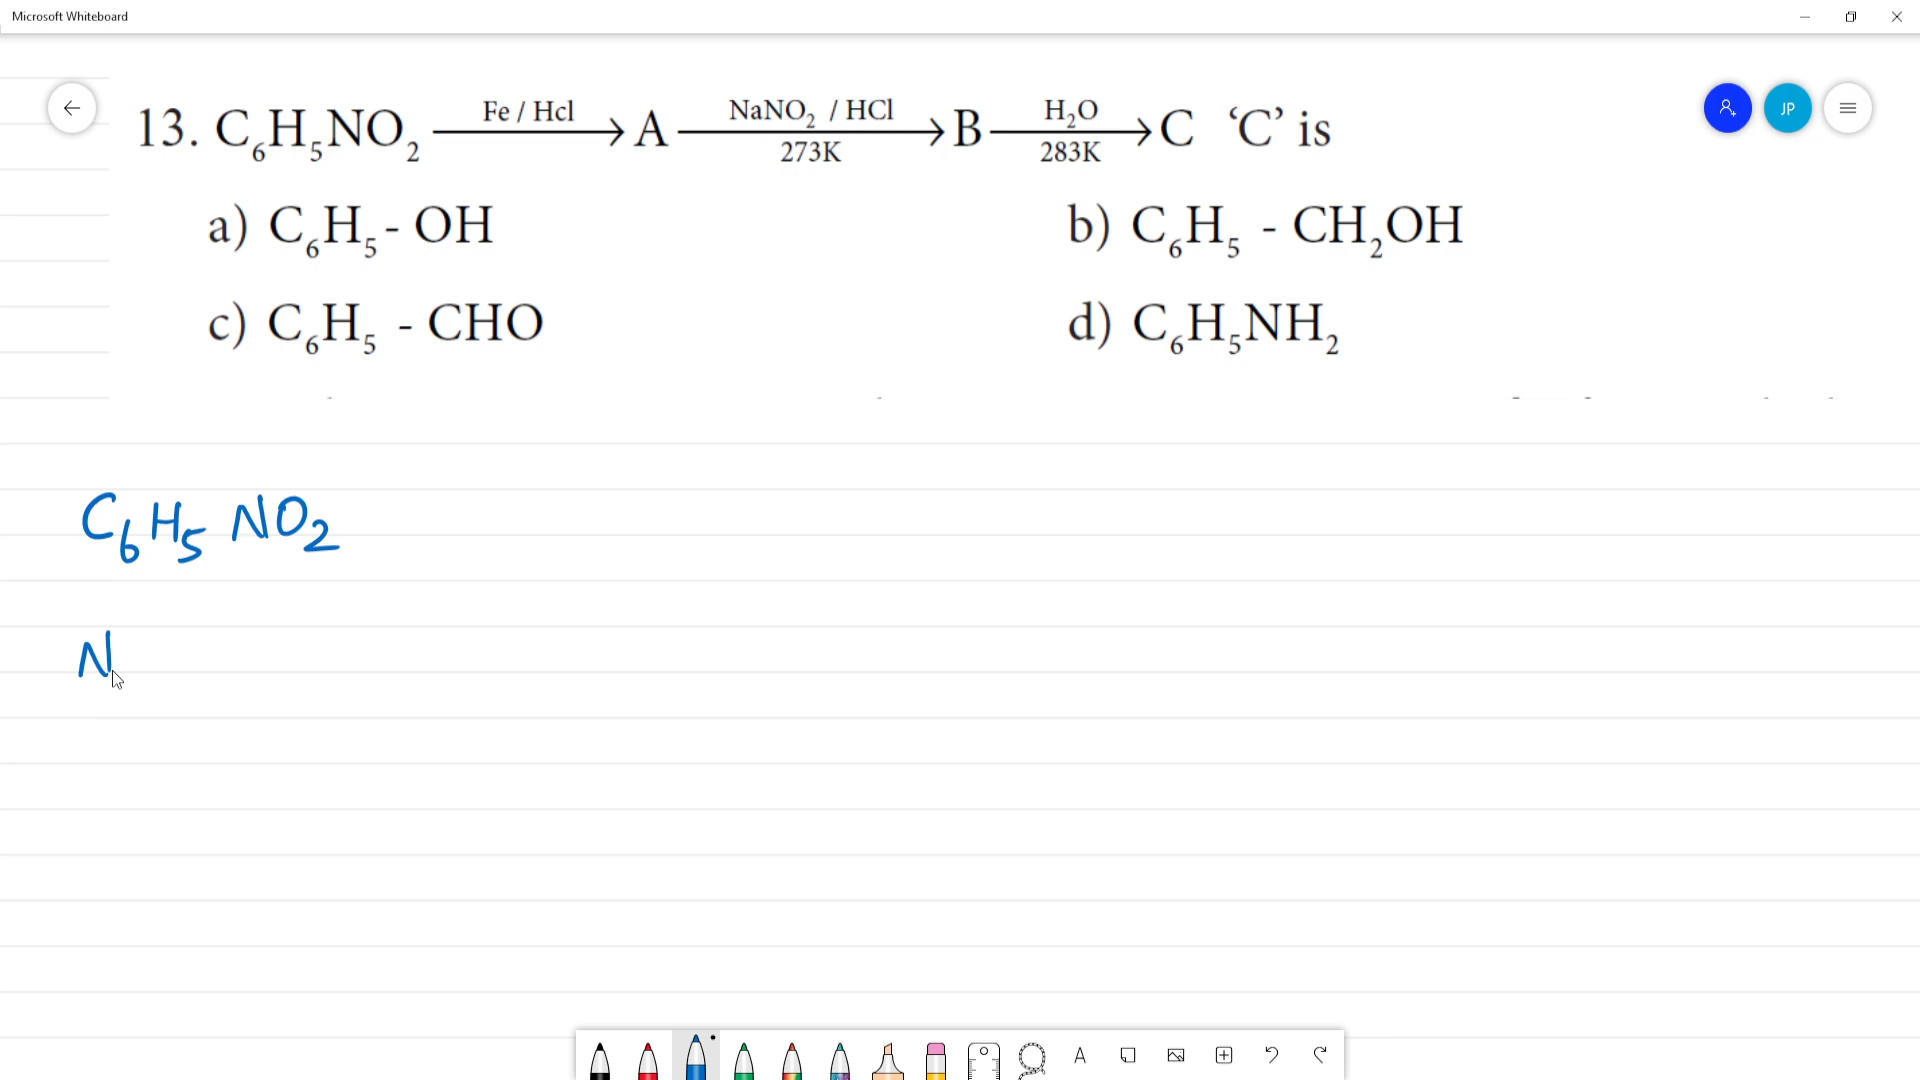 Microsoft Whiteboard
13. C₆H₅NO₂ —Fe / Hcl→ A —NaNO₂ / HCl 273K→ B —H₂O 283K→ C ‘C’ is
JP
a) C₆H₅- OH b) C₆H₅ - CH₂OH
c) C₆H₅ - CHO d) C₆H₅NH₂
C₆H₅ NO₂
N
A